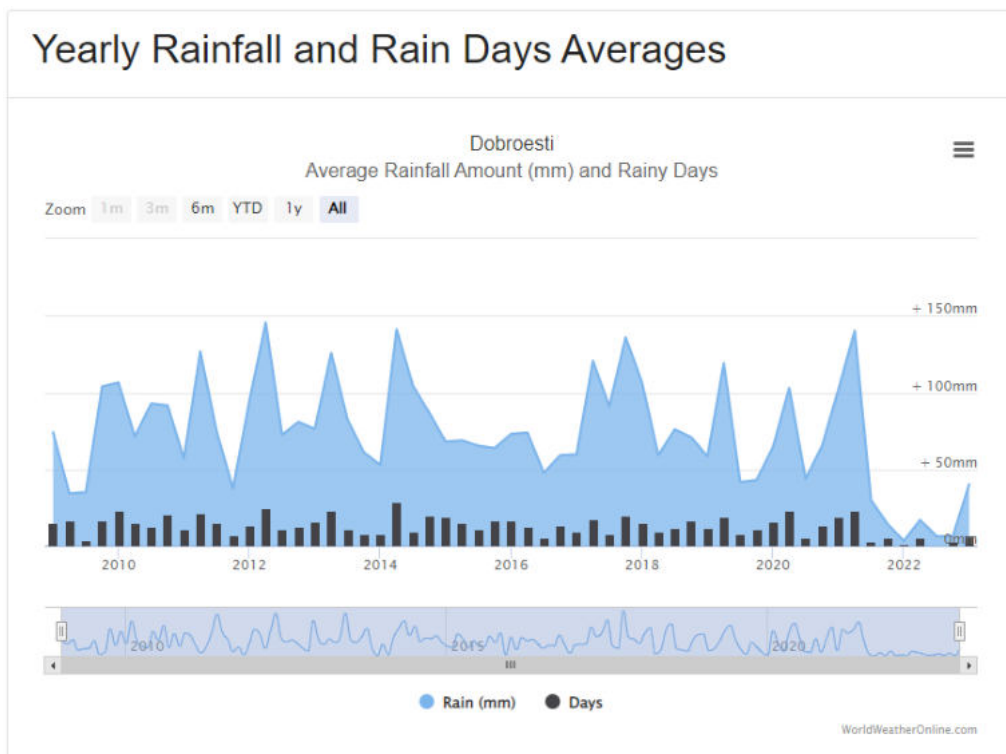 Yearly Rainfall and Rain Days Averages
Dobroesti
Average Rainfall Amount (mm) and Rainy Days
Zoom 1m 3m 6m YTD 1y All
+ 150mm
+ 100mm
+ 50mm
0mm
2010 2012 2014 2016 2018 2020 2022
2010 2015 2020
Rain (mm) Days
WorldWeatherOnline.com